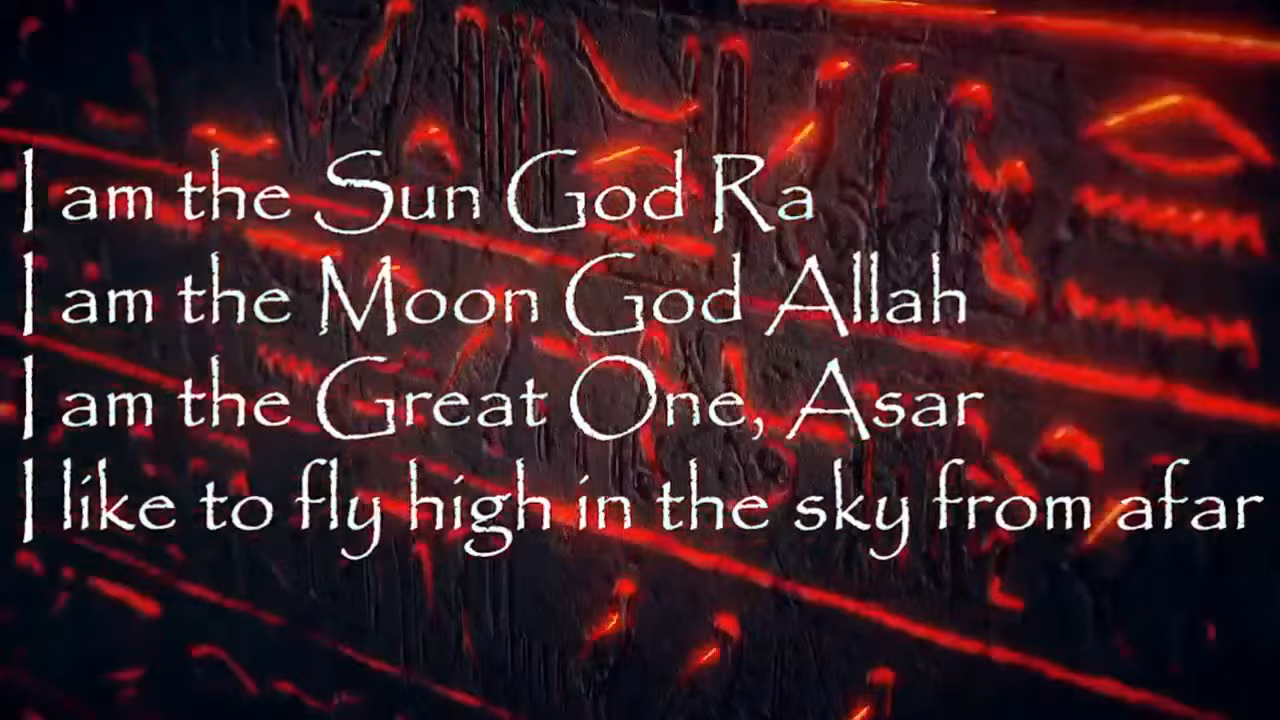 I am the Sun God Ra
I am the Moon God Allah
I am the Great One, Asar
I like to fly high in the sky from afar